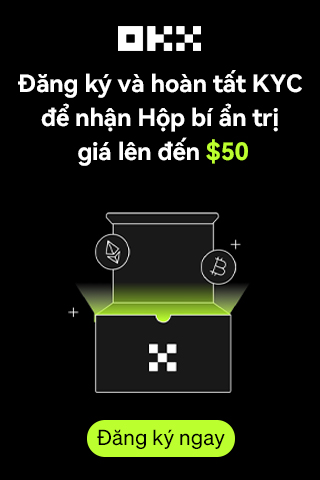 OKX
Đăng ký và hoàn tất KYC
để nhận Hộp bí ẩn trị
giá lên đến $50
Đăng ký ngay